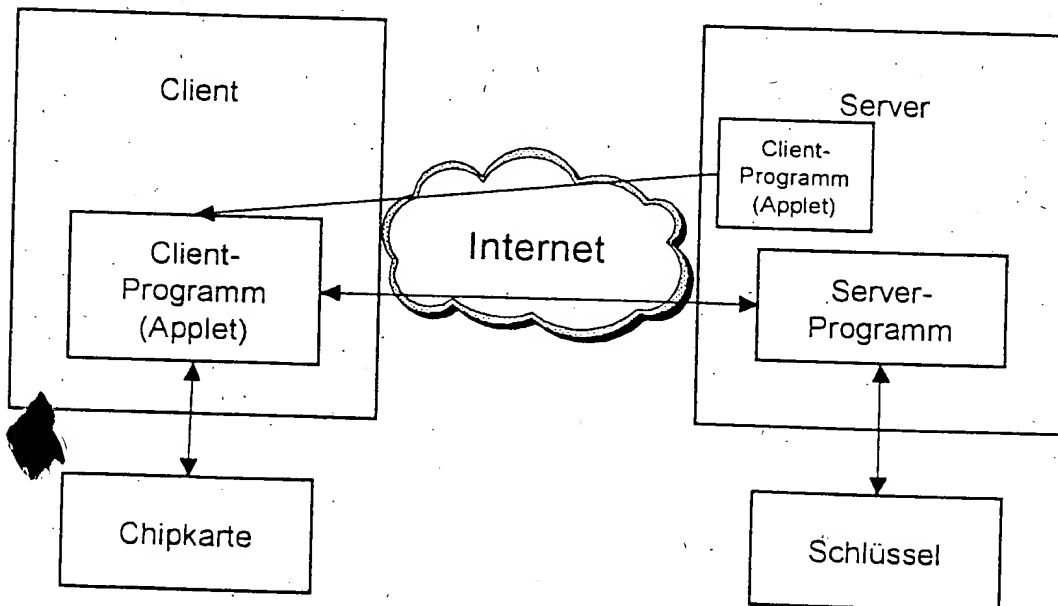 Client
Client-
Programm
(Applet)
Chipkarte
Internet
Server
Client-
Programm
(Applet)
Server-
Programm
Schlüssel